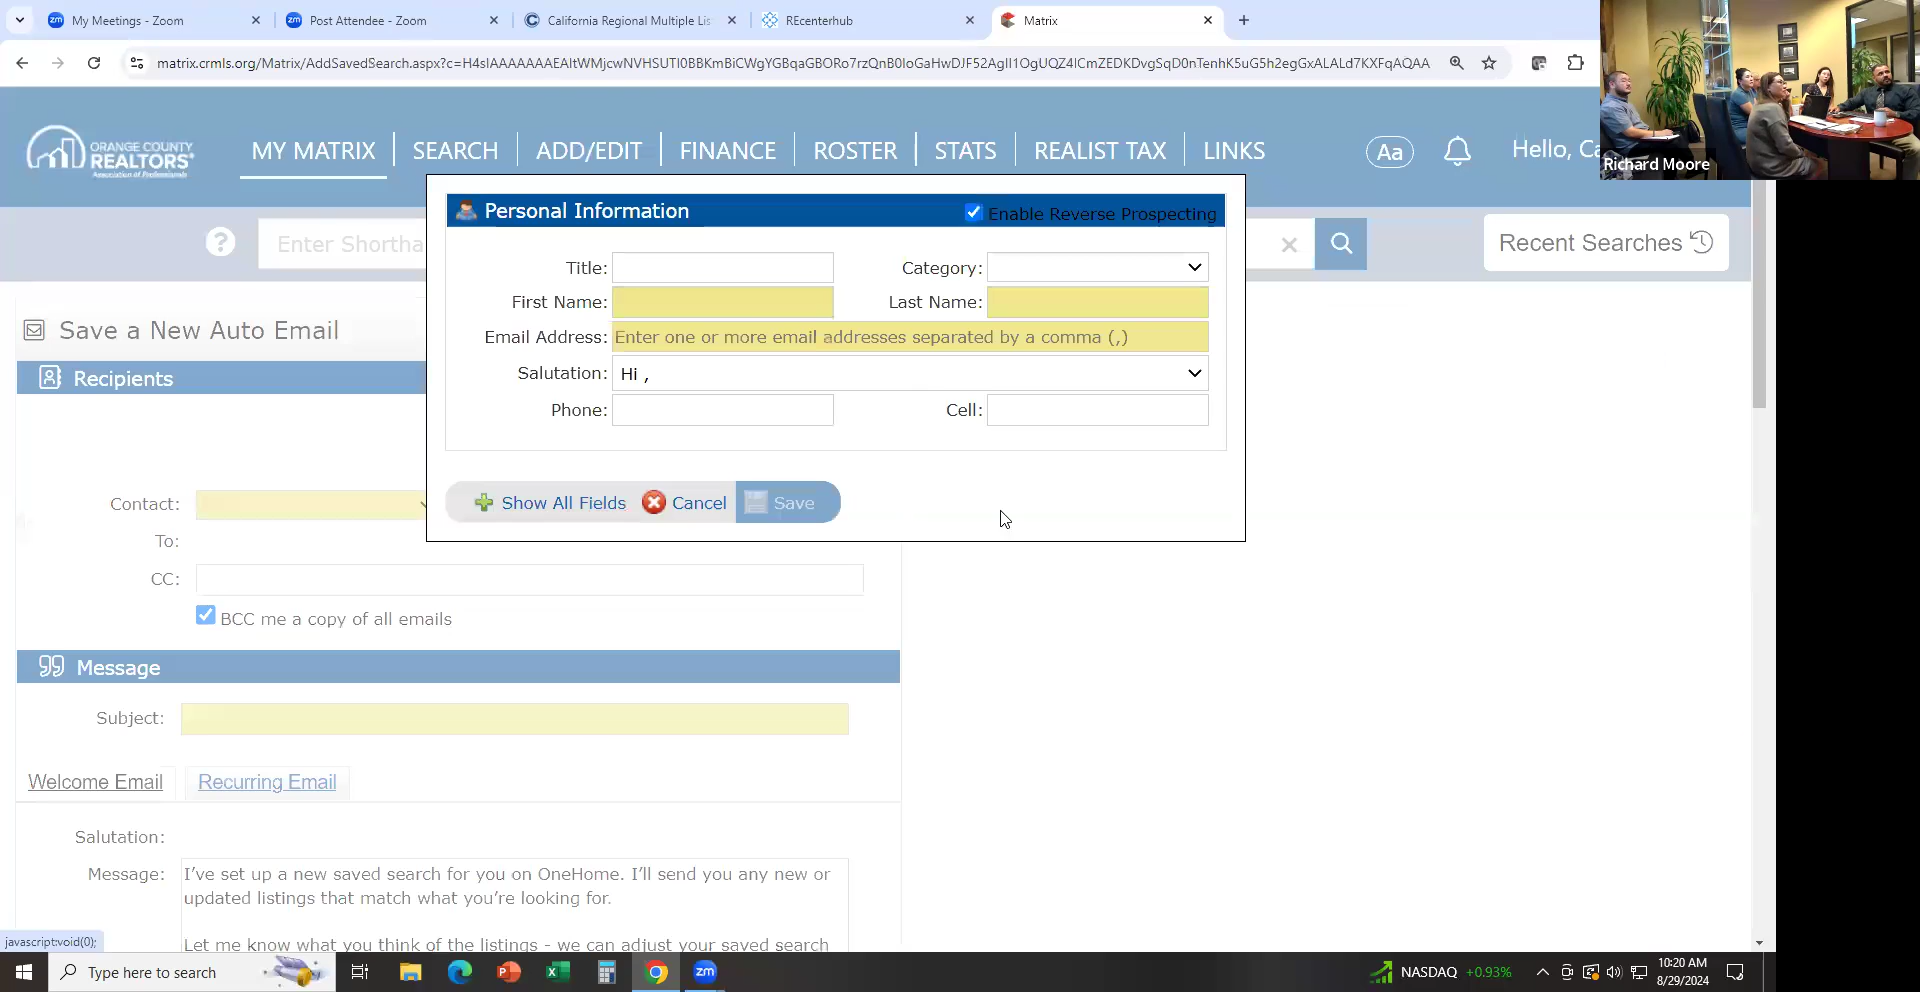 My Meetings - Zoom
Post Attendee - Zoom
California Regional Multiple Lis
REcenterhub
Matrix
matrix.crmls.org/Matrix/AddSavedSearch.aspx?c=H4sIAAAAAAAEAItWMjcwNVHSUTI0BBKmBiCWgYGBqaGBORo7rzQnB0IoGaHwDJF52AgIl1OgUQZ4ICmZEDKDvgSqD0nTenhK5uG5h2egGxALALd7KXFqAQAA
Richard Moore
ORANGE COUNTY
REALTORS®
Association of Professionals
MY MATRIX
SEARCH
ADD/EDIT
FINANCE
ROSTER
STATS
REALIST TAX
LINKS
Aa
Hello, Ca
Personal Information
Enable Reverse Prospecting
Enter Shortha
Recent Searches
Title:
Category:
First Name:
Last Name:
Email Address:
Enter one or more email addresses separated by a comma (,)
Salutation:
Hi ,
Phone:
Cell:
Show All Fields
Cancel
Save
Save a New Auto Email
Recipients
Contact:
To:
CC:
BCC me a copy of all emails
Message
Subject:
Welcome Email
Recurring Email
Salutation:
Message:
I've set up a new saved search for you on OneHome. I'll send you any new or
updated listings that match what you're looking for.
Let me know what you think of the listings - we can adjust your saved search
javascript:void(0);
Type here to search
zm
NASDAQ +0.93%
10:20 AM
8/29/2024